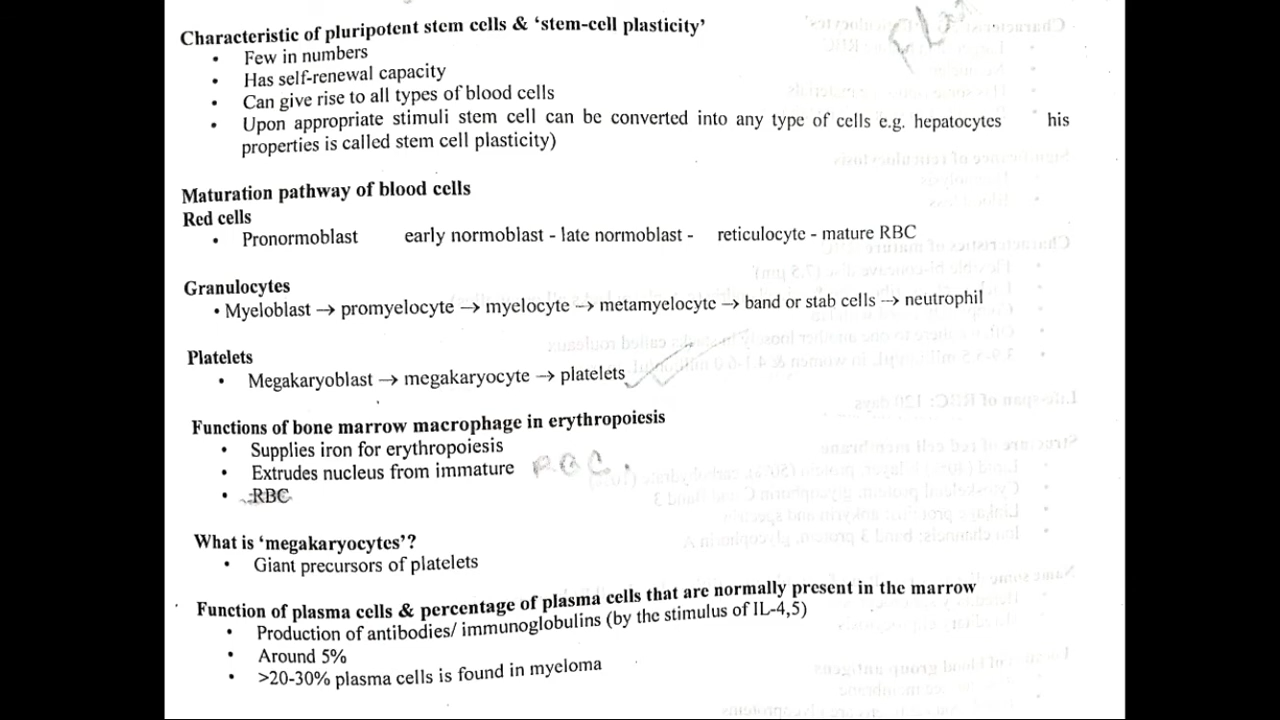 Characteristic of pluripotent stem cells & ‘stem-cell plasticity’
• Few in numbers
• Has self-renewal capacity
• Can give rise to all types of blood cells
• Upon appropriate stimuli stem cell can be converted into any type of cells e.g. hepatocytes his
properties is called stem cell plasticity)
Maturation pathway of blood cells
Red cells
• Pronormoblast early normoblast - late normoblast - reticulocyte - mature RBC
Granulocytes
• Myeloblast → promyelocyte → myelocyte → metamyelocyte → band or stab cells → neutrophil
Platelets
• Megakaryoblast → megakaryocyte → platelets
Functions of bone marrow macrophage in erythropoiesis
• Supplies iron for erythropoiesis
• Extrudes nucleus from immature
• RBC
What is ‘megakaryocytes’?
• Giant precursors of platelets
Function of plasma cells & percentage of plasma cells that are normally present in the marrow
• Production of antibodies/ immunoglobulins (by the stimulus of IL-4,5)
• Around 5%
• >20-30% plasma cells is found in myeloma